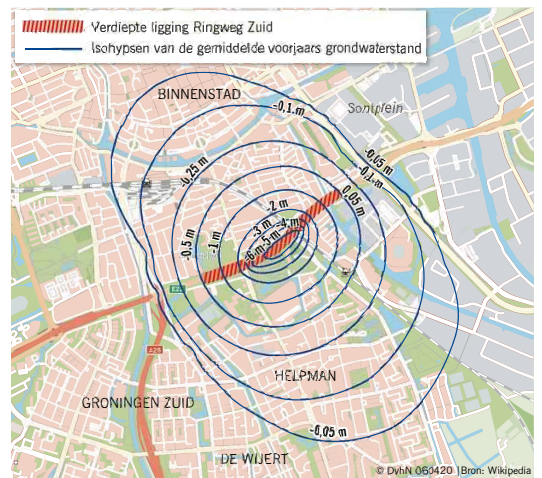 Verdiepte ligging Ringweg Zuid
Isohypsen van de gemiddelde voorjaars grondwaterstand
BINNENSTAD
Sontplein
-0,1 m
-0,05 m
-0,1 m
-0,25 m
0,05 m
-2 m
-3 m
-4 m
-0,5 m
-1 m
-6 m
-5 m
A28
HELPMAN
GRONINGEN ZUID
-0,05 m
DE WIJERT
© DvhN 060420 | Bron: Wikipedia